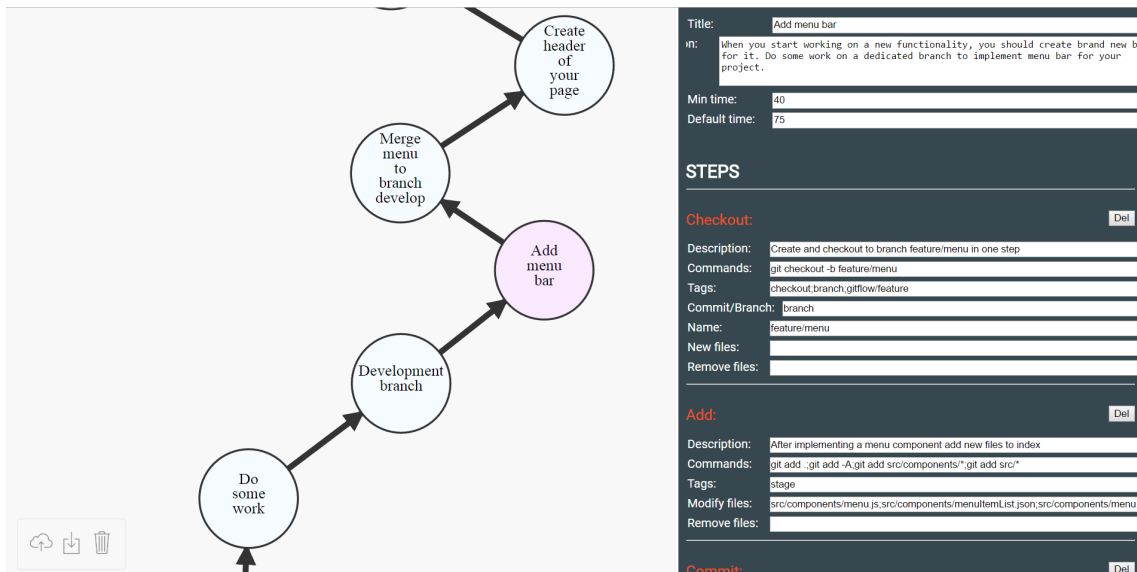 Create
header
of
your
page
Merge
menu
to
branch
develop
Add
menu
bar
Development
branch
Do
some
work
Title: Add menu bar
on: When you start working on a new functionality, you should create brand new b
for it. Do some work on a dedicated branch to implement menu bar for your
project.
Min time: 40
Default time: 75
STEPS
Checkout: Del
Description: Create and checkout to branch feature/menu in one step
Commands: git checkout -b feature/menu
Tags: checkout;branch;gitflow/feature
Commit/Branch: branch
Name: feature/menu
New files:
Remove files:
Add: Del
Description: After implementing a menu component add new files to index
Commands: git add .;git add -A;git add src/components/*;git add src/*
Tags: stage
Modify files: src/components/menu.js;src/components/menuItemList.json;src/components/menu
Remove files:
Commit: Del